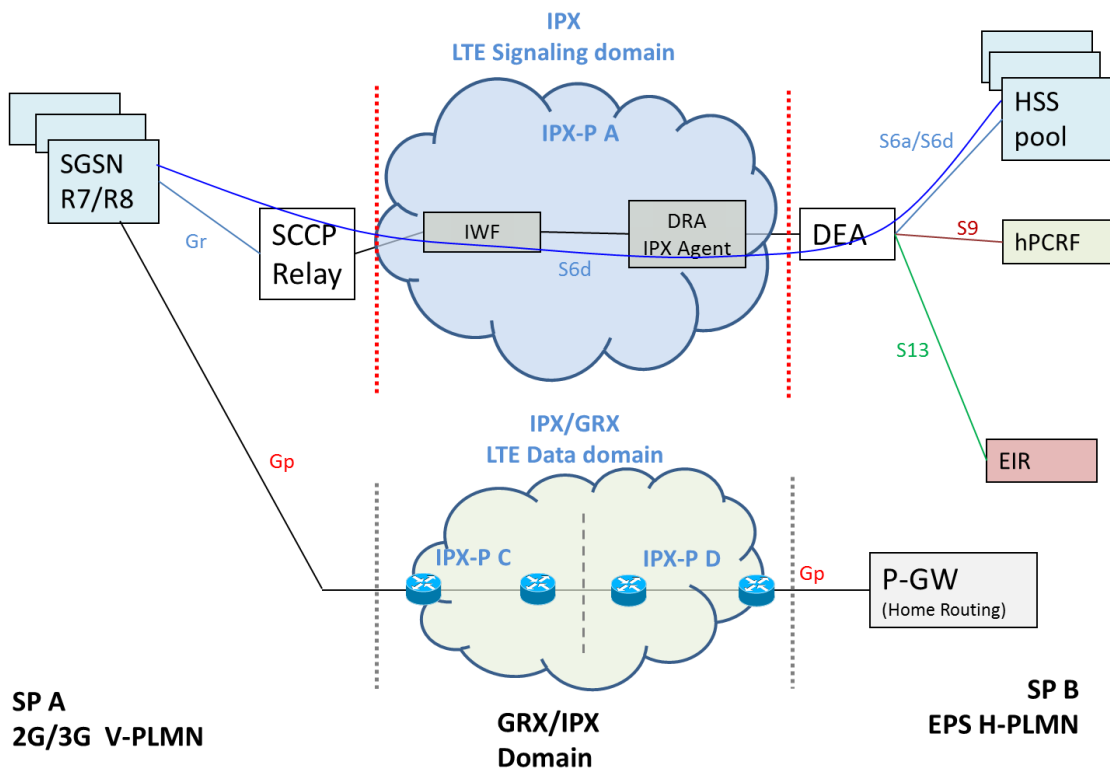 IPX
LTE Signaling domain
IPX-P A
SGSN
R7/R8
Gr
SCCP
Relay
IWF
S6d
DRA
IPX Agent
DEA
S6a/S6d
HSS
pool
S9
hPCRF
S13
EIR
Gp
IPX/GRX
LTE Data domain
IPX-P C
IPX-P D
Gp
P-GW
(Home Routing)
SP A
2G/3G  V-PLMN
GRX/IPX
Domain
SP B
EPS H-PLMN